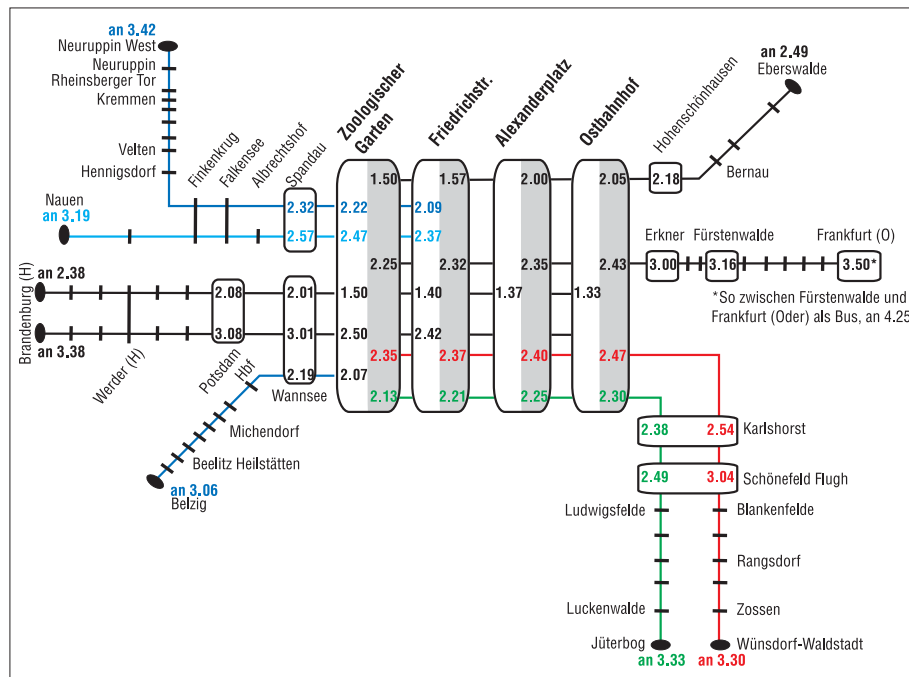 an 3.42
Neuruppin West
Neuruppin
Rheinsberger Tor
Kremmen
Velten
Hennigsdorf
Nauen
an 3.19
Finkenkrug
Falkensee
Albrechtshof
Spandau
Zoologischer
Garten
Friedrichstr.
Alexanderplatz
Ostbahnhof
Hohenschönhausen
an 2.49
Eberswalde
Bernau
1.50 1.57 2.00 2.05 2.18
2.32 2.22 2.09
2.57 2.47 2.37
Erkner Fürstenwalde Frankfurt (O)
2.25 2.32 2.35 2.43 3.00 3.16 3.50*
*So zwischen Fürstenwalde und
Frankfurt (Oder) als Bus, an 4.25
Brandenburg (H)
an 2.38
2.08 2.01 1.50 1.40 1.37 1.33
3.08 3.01 2.50 2.42
an 3.38
Werder (H)
Potsdam
Hbf
2.35 2.37 2.40 2.47
2.19 2.07
Wannsee
2.13 2.21 2.25 2.30
Michendorf
Beelitz Heilstätten
an 3.06
Belzig
2.38 2.54 Karlshorst
2.49 3.04 Schönefeld Flugh
Ludwigsfelde Blankenfelde
Rangsdorf
Luckenwalde Zossen
Jüterbog Wünsdorf-Waldstadt
an 3.33 an 3.30